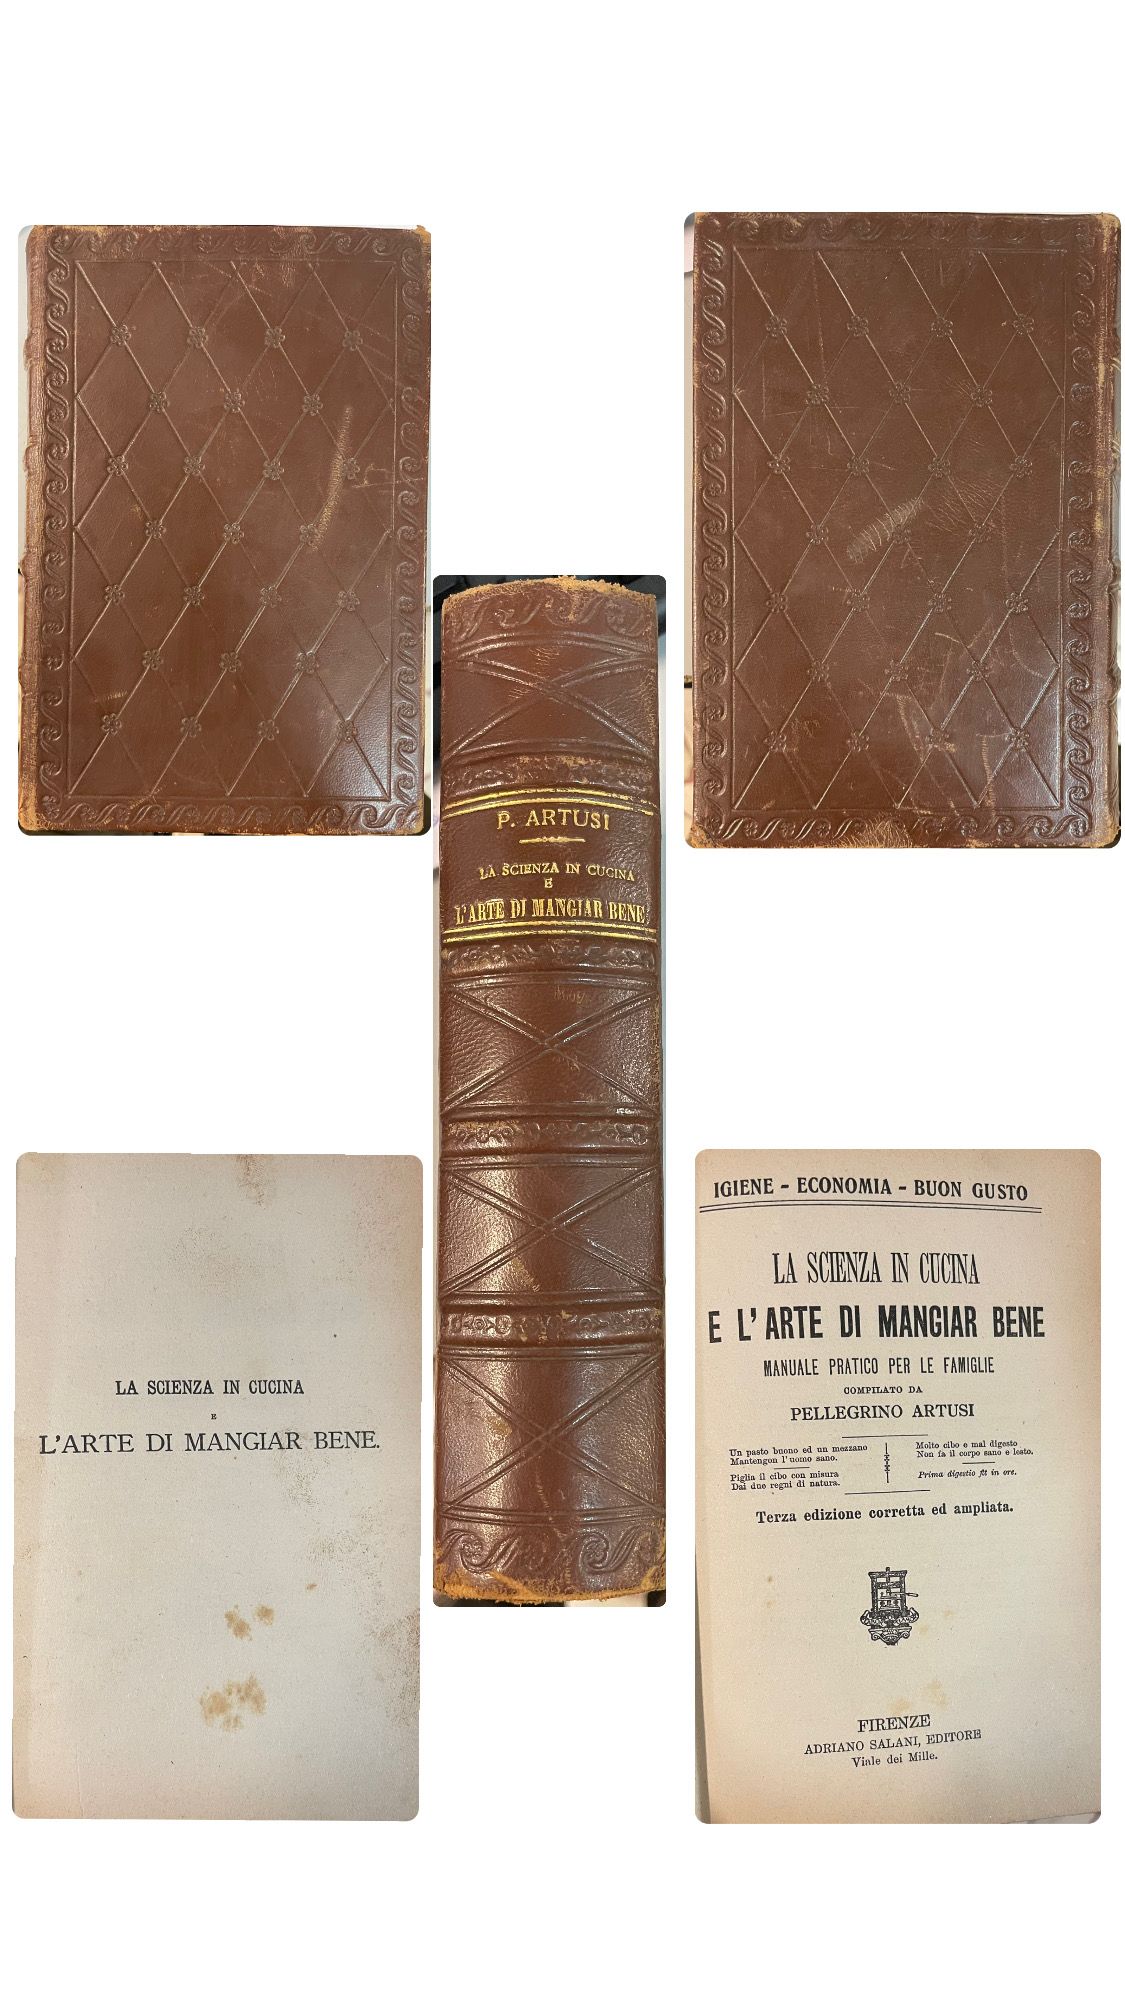 P. ARTUSI
LA SCIENZA IN CUCINA
E
L'ARTE DI MANGIAR BENE
LA SCIENZA IN CUCINA
E
L'ARTE DI MANGIAR BENE.
IGIENE - ECONOMIA - BUON GUSTO
LA SCIENZA IN CUCINA
E L'ARTE DI MANGIAR BENE
MANUALE PRATICO PER LE FAMIGLIE
COMPILATO DA
PELLEGRINO ARTUSI
Un pasto buono ed un mezzano
Mantengon l'uomo sano.
Piglia il cibo con misura
Dai due regni di natura.
Molto cibo e mal digesto
Non fa il corpo sano e lesto.
Prima digestio fit in ore.
Terza edizione corretta ed ampliata.
FIRENZE
ADRIANO SALANI, EDITORE
Viale dei Mille.